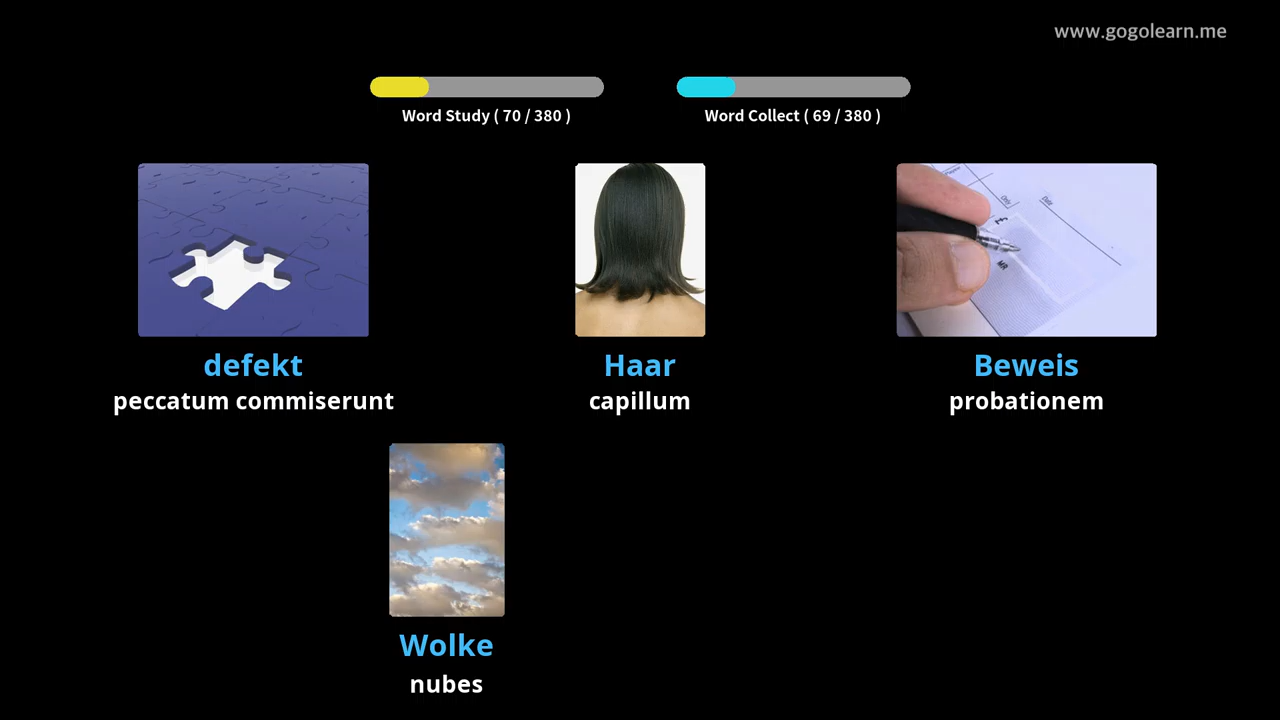 www.gogolearn.me
Word Study ( 70 / 380 )
Word Collect ( 69 / 380 )
defekt
peccatum commiserunt
Haar
capillum
Beweis
probationem
Wolke
nubes